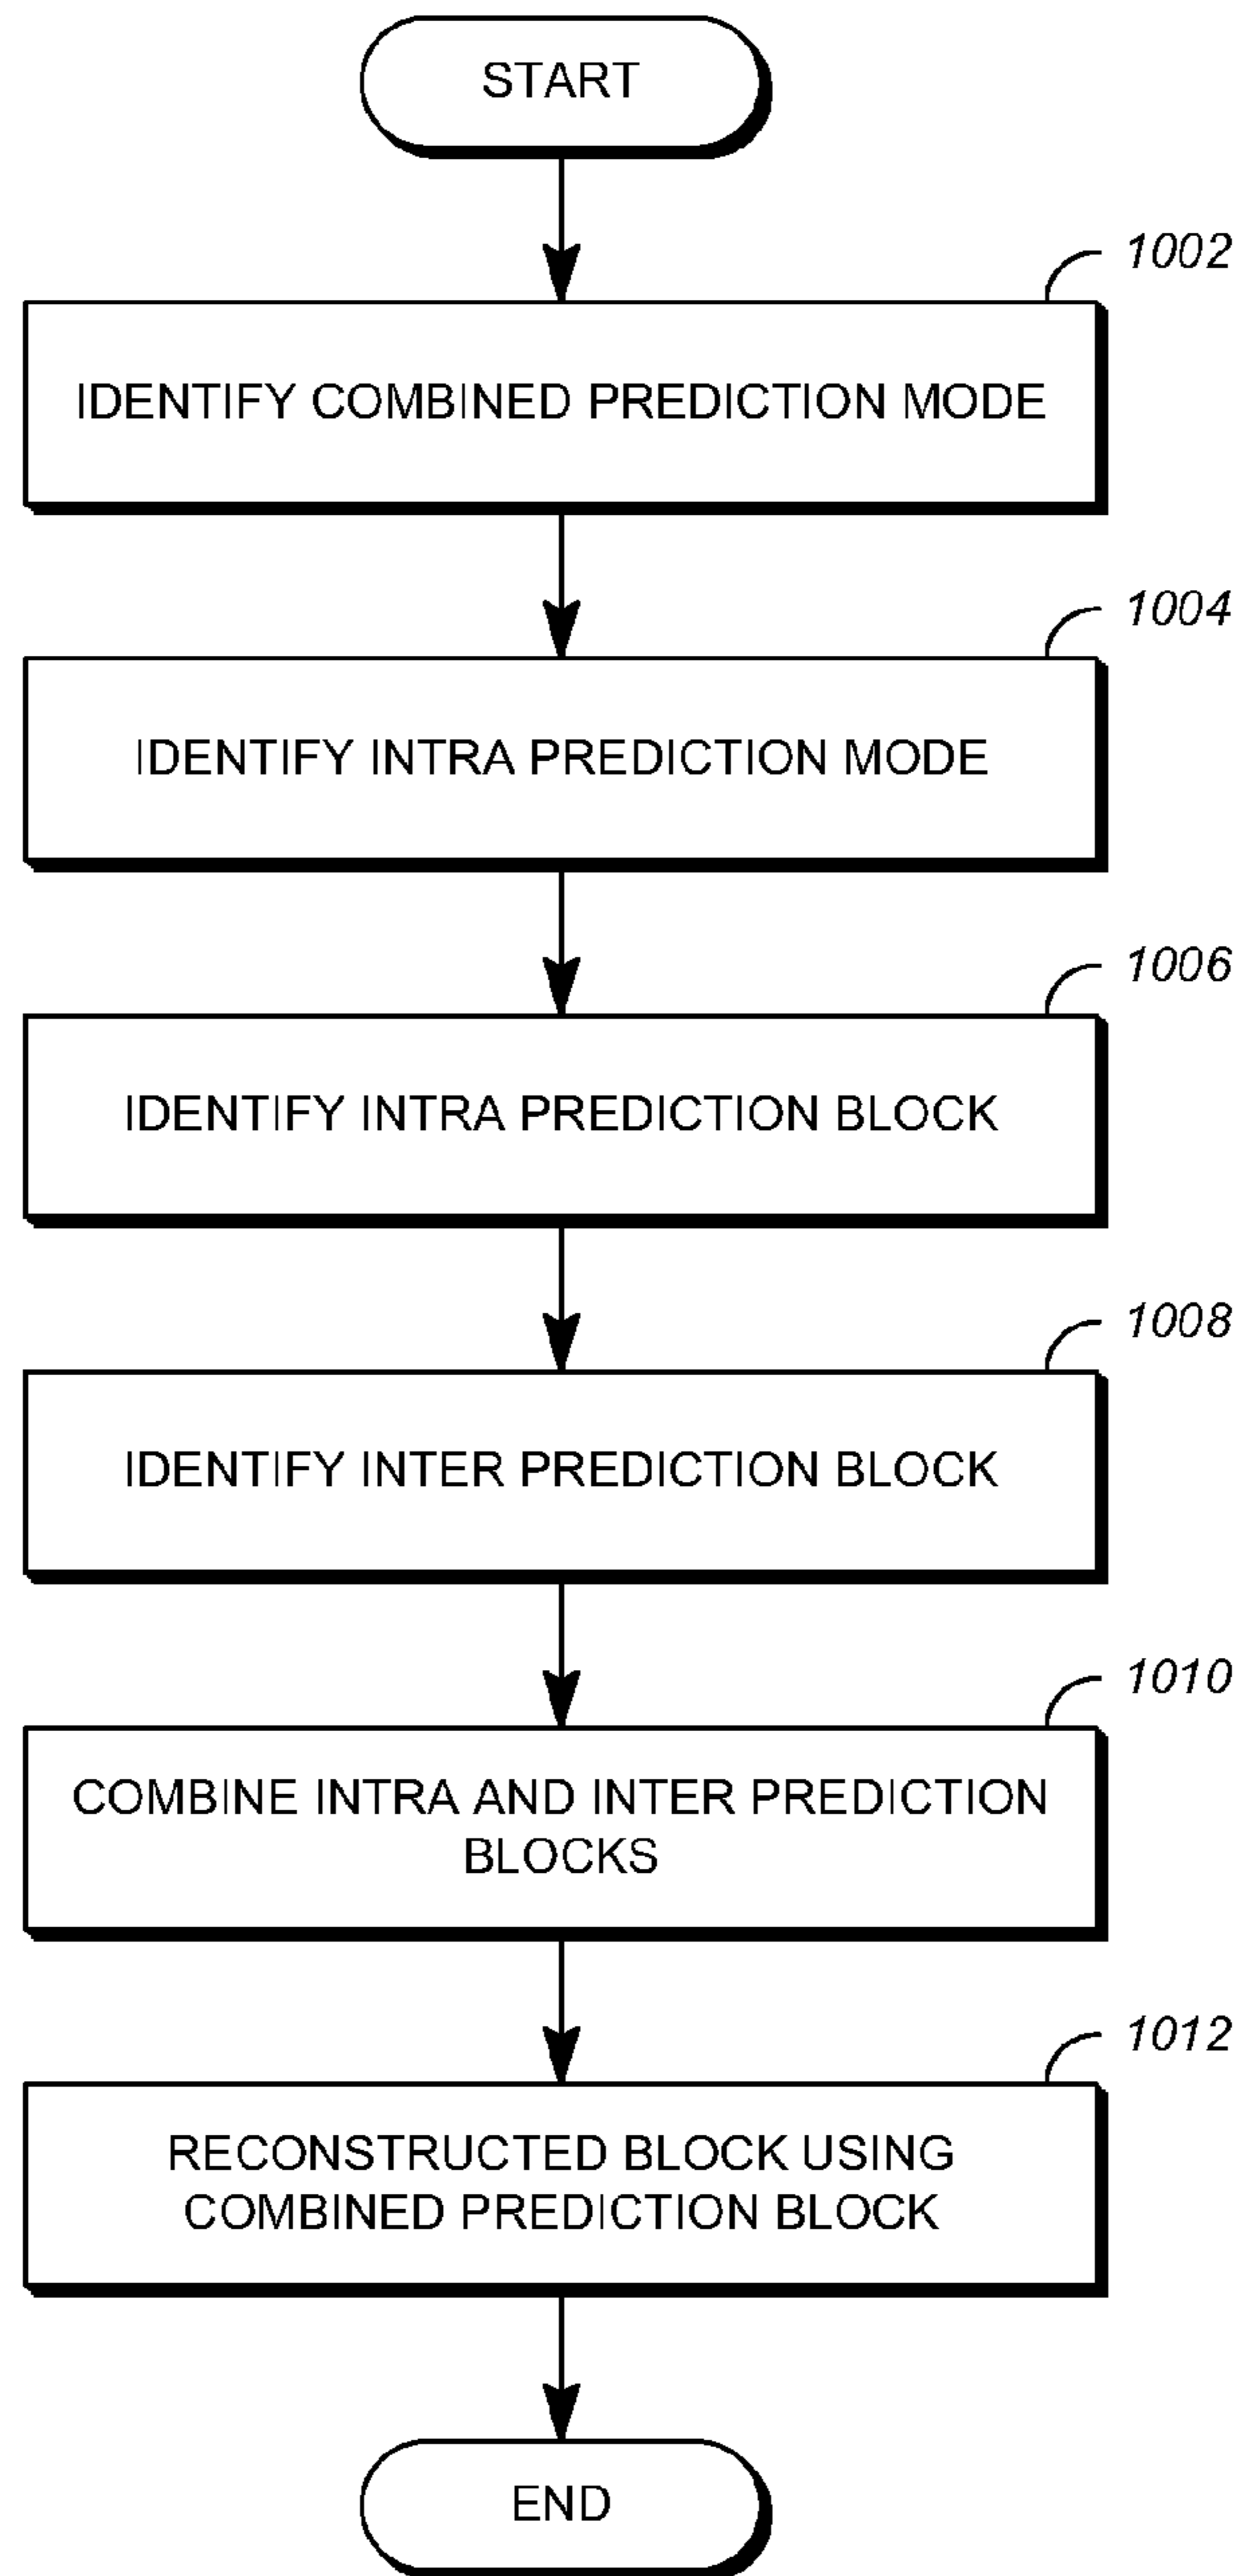 START
1002
IDENTIFY COMBINED PREDICTION MODE
1004
IDENTIFY INTRA PREDICTION MODE
1006
IDENTIFY INTRA PREDICTION BLOCK
1008
IDENTIFY INTER PREDICTION BLOCK
1010
COMBINE INTRA AND INTER PREDICTION
BLOCKS
1012
RECONSTRUCTED BLOCK USING
COMBINED PREDICTION BLOCK
END